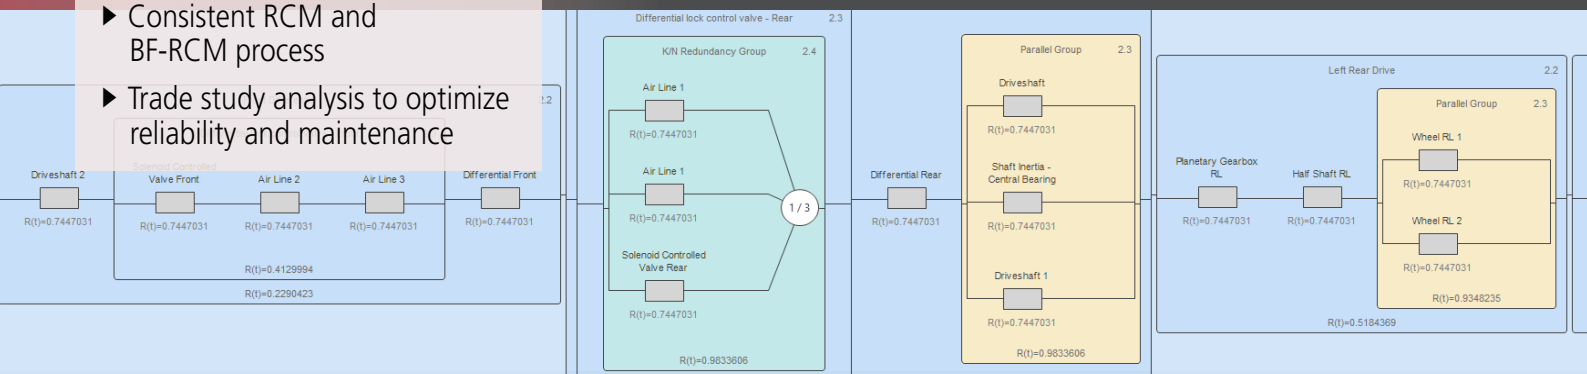 ▶ Consistent RCM and
BF-RCM process
▶ Trade study analysis to optimize
reliability and maintenance
2.2
Driveshaft 2
R(t)=0.7447031
Solenoid Controlled
Valve Front
R(t)=0.7447031
Air Line 2
R(t)=0.7447031
Air Line 3
R(t)=0.7447031
R(t)=0.4129994
Differential Front
R(t)=0.7447031
R(t)=0.2290423
Differential lock control valve - Rear 2.3
K/N Redundancy Group 2.4
Air Line 1
R(t)=0.7447031
Air Line 1
R(t)=0.7447031
Solenoid Controlled
Valve Rear
R(t)=0.7447031
1 / 3
R(t)=0.9833606
Differential Rear
R(t)=0.7447031
Parallel Group 2.3
Driveshaft
R(t)=0.7447031
Shaft Inertia -
Central Bearing
R(t)=0.7447031
Driveshaft 1
R(t)=0.7447031
R(t)=0.9833606
Left Rear Drive 2.2
Planetary Gearbox
RL
R(t)=0.7447031
Half Shaft RL
R(t)=0.7447031
Parallel Group 2.3
Wheel RL 1
R(t)=0.7447031
Wheel RL 2
R(t)=0.7447031
R(t)=0.9348235
R(t)=0.5184369